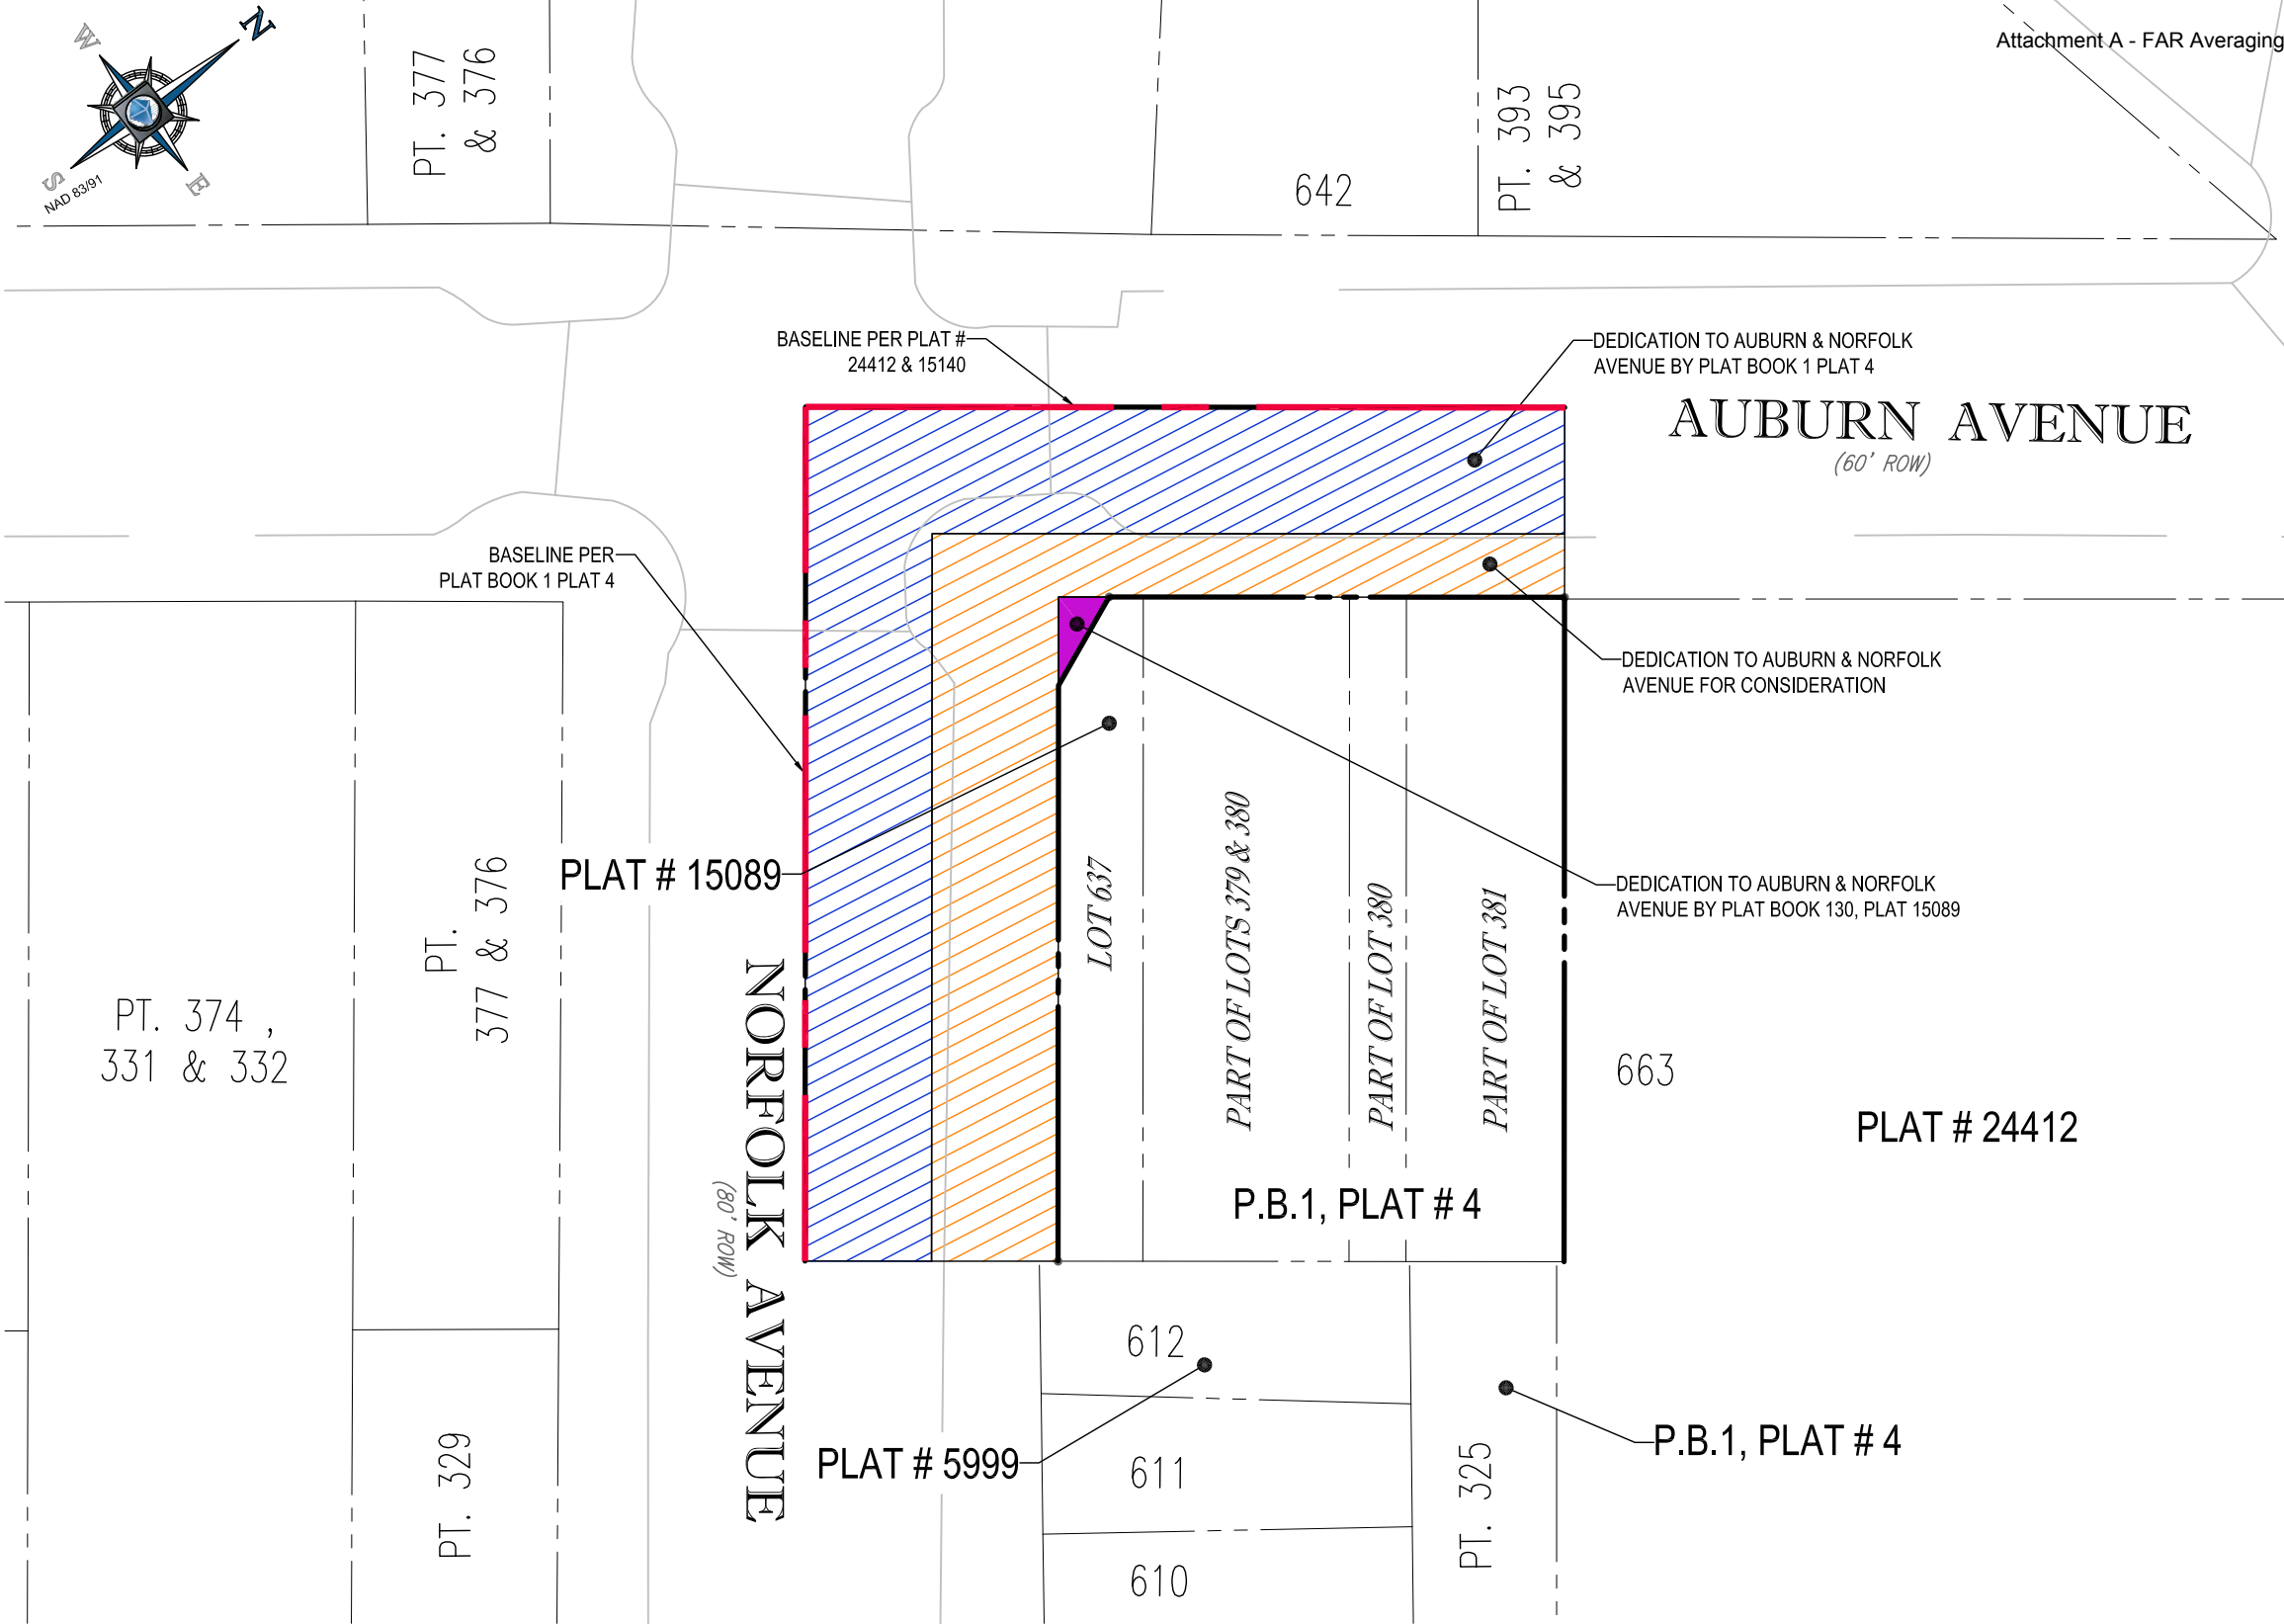 Attachment A - FAR Averaging
N
W
S
E
NAD 83/91
PT. 377
& 376
642
PT. 393
& 395
BASELINE PER PLAT #
24412 & 15140
DEDICATION TO AUBURN & NORFOLK
AVENUE BY PLAT BOOK 1 PLAT 4
AUBURN AVENUE
(60' ROW)
BASELINE PER
PLAT BOOK 1 PLAT 4
DEDICATION TO AUBURN & NORFOLK
AVENUE FOR CONSIDERATION
PLAT # 15089
DEDICATION TO AUBURN & NORFOLK
AVENUE BY PLAT BOOK 130, PLAT 15089
PT. 374 ,
331 & 332
PT.
377 & 376
NORFOLK AVENUE
(80' ROW)
LOT 637
PART OF LOTS 379 & 380
PART OF LOT 380
PART OF LOT 381
663
PLAT # 24412
P.B.1, PLAT # 4
612
PLAT # 5999
611
610
PT. 329
PT. 325
P.B.1, PLAT # 4